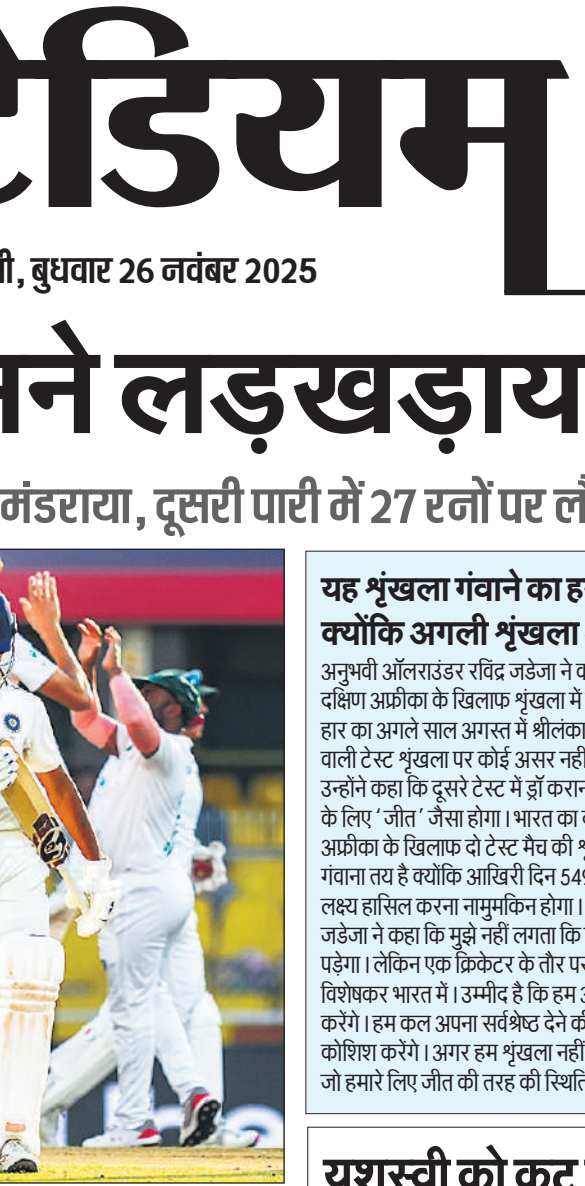 डियम
बुधवार 26 नवंबर 2025
लड़खड़ाय
मंडराया, दूसरी पारी में 27 रनों पर
यह शृंखला गंवाने का
क्योंकि अगली शृंखला
अनुभवी ऑलराउंडर रविंद्र जडेजा ने
दक्षिण अफ्रीका के खिलाफ शृंखला में
हार का अगले साल अगस्त में श्रीलंका
वाली टेस्ट शृंखला पर कोई असर नहीं
उन्होंने कहा कि दूसरे टेस्ट में ड्रॉ करान
के लिए ‘जीत’ जैसा होगा। भारत का
अफ्रीका के खिलाफ दो टेस्ट मैच की
गंवाना तय है क्योंकि आखिरी दिन 549
लक्ष्य हासिल करना नामुमकिन होगा।
जडेजा ने कहा कि मुझे नहीं लगता कि
पड़ेगा। लेकिन एक क्रिकेटर के तौर पर
विशेषकर भारत में। उम्मीद है कि हम
करेंगे। हम कल अपना सर्वश्रेष्ठ देने की
कोशिश करेंगे। अगर हम शृंखला नहीं
जो हमारे लिए जीत की तरह की स्थिति
यशस्वी को कट